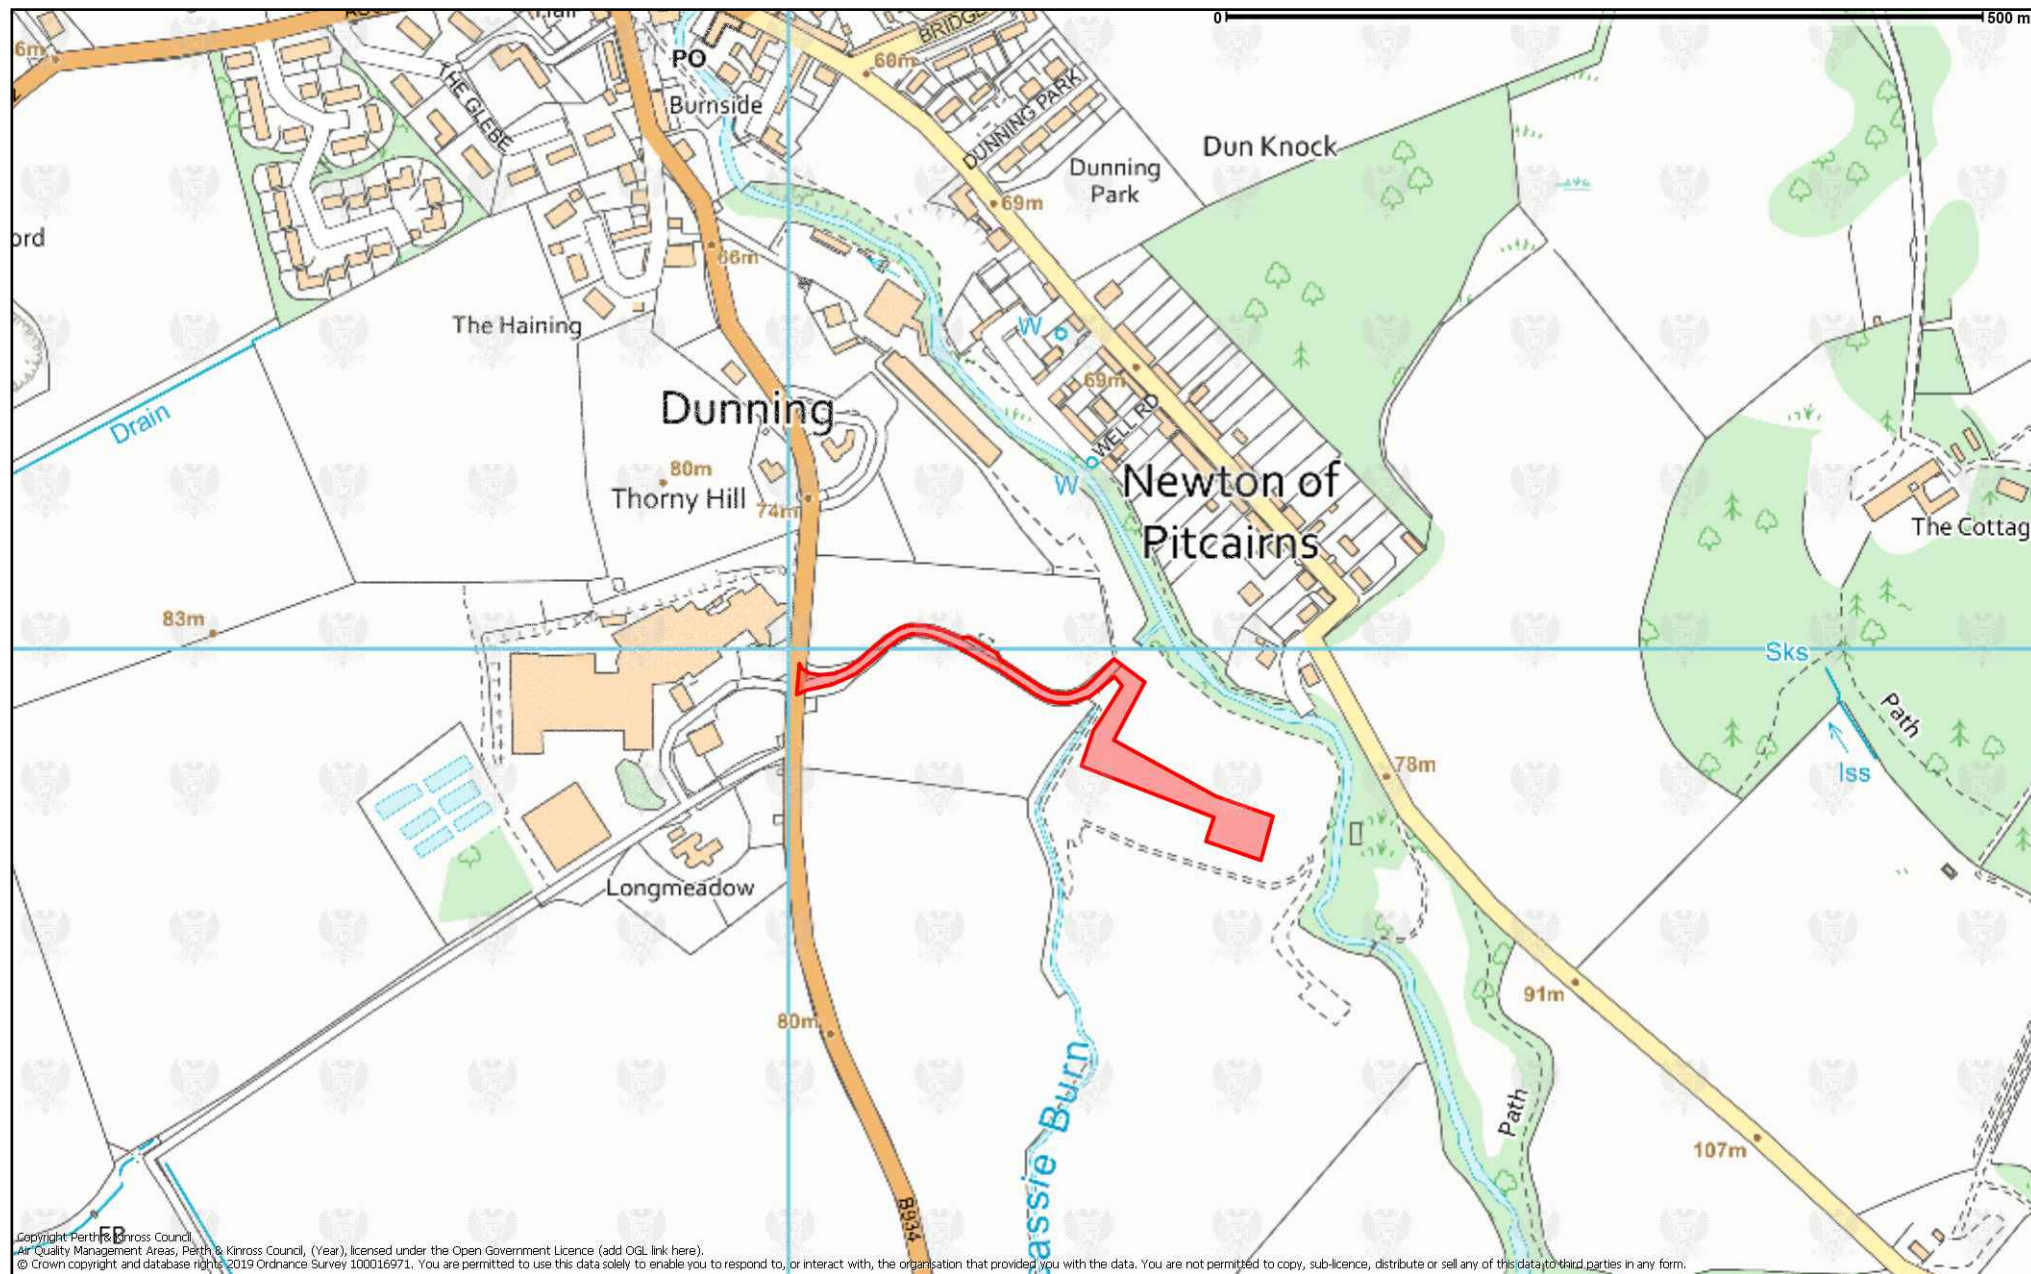 0
500 m
6m
PO
60m
BRIDGE
THE GLEBE
Burnside
DUNNING PARK
Dun Knock
Dunning
Park
69m
ord
66m
The Haining
W
69m
Drain
Dunning
WELL RD
80m
Thorny Hill
74m
W
Newton of
Pitcairns
The Cottag
83m
Sks
Path
Iss
78m
Longmeadow
91m
80m
Path
107m
assie Burn
B934
FB
Copyright Perth & Kinross Council
Air Quality Management Areas, Perth & Kinross Council, (Year), licensed under the Open Government Licence (add OGL link here).
© Crown copyright and database rights 2019 Ordnance Survey 100016971. You are permitted to use this data solely to enable you to respond to, or interact with, the organisation that provided you with the data. You are not permitted to copy, sub-licence, distribute or sell any of this data to third parties in any form.